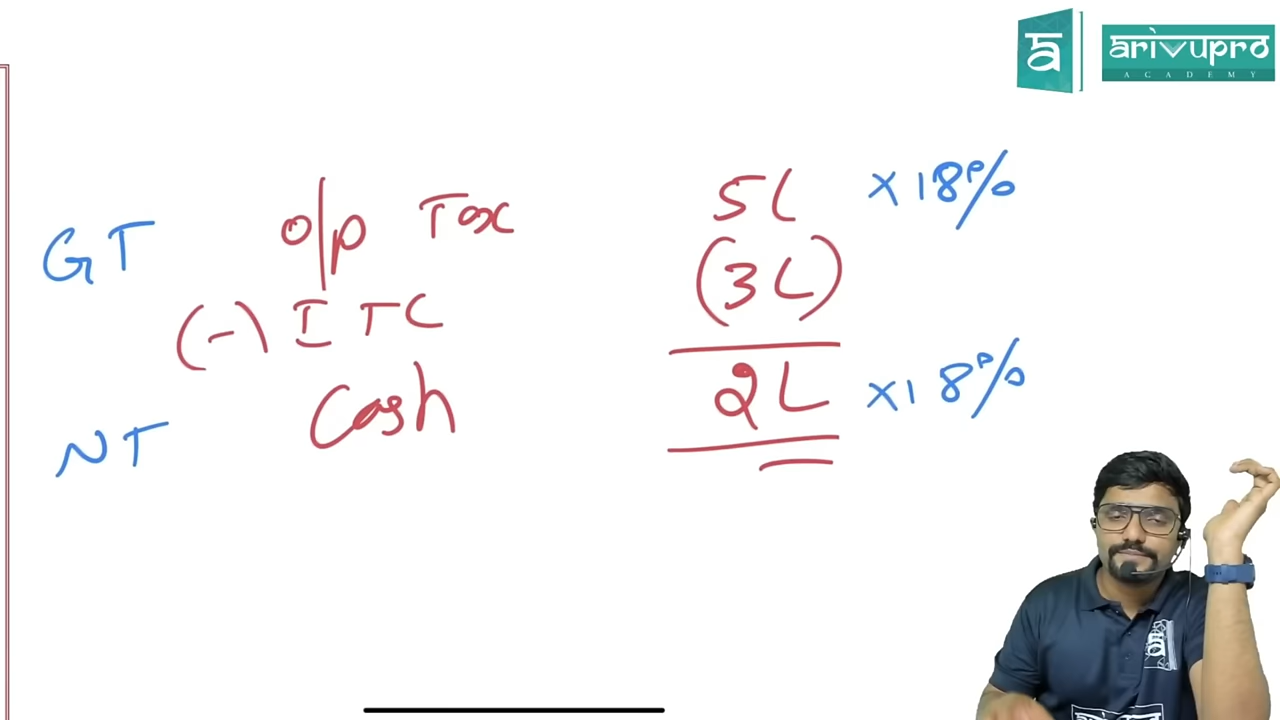 arivupro
ACADEMY
GT o/p Tax 5L ×18%
(-) ITC (3L)
NT Cash 2L ×18%